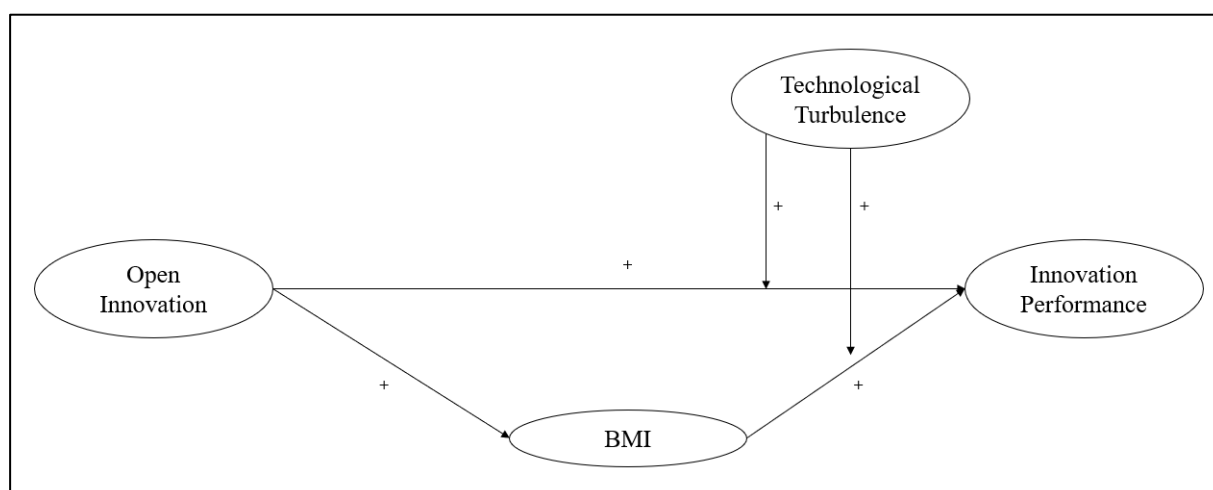 Technological
Turbulence
+
+
+
Open
Innovation
Innovation
Performance
+
+
BMI